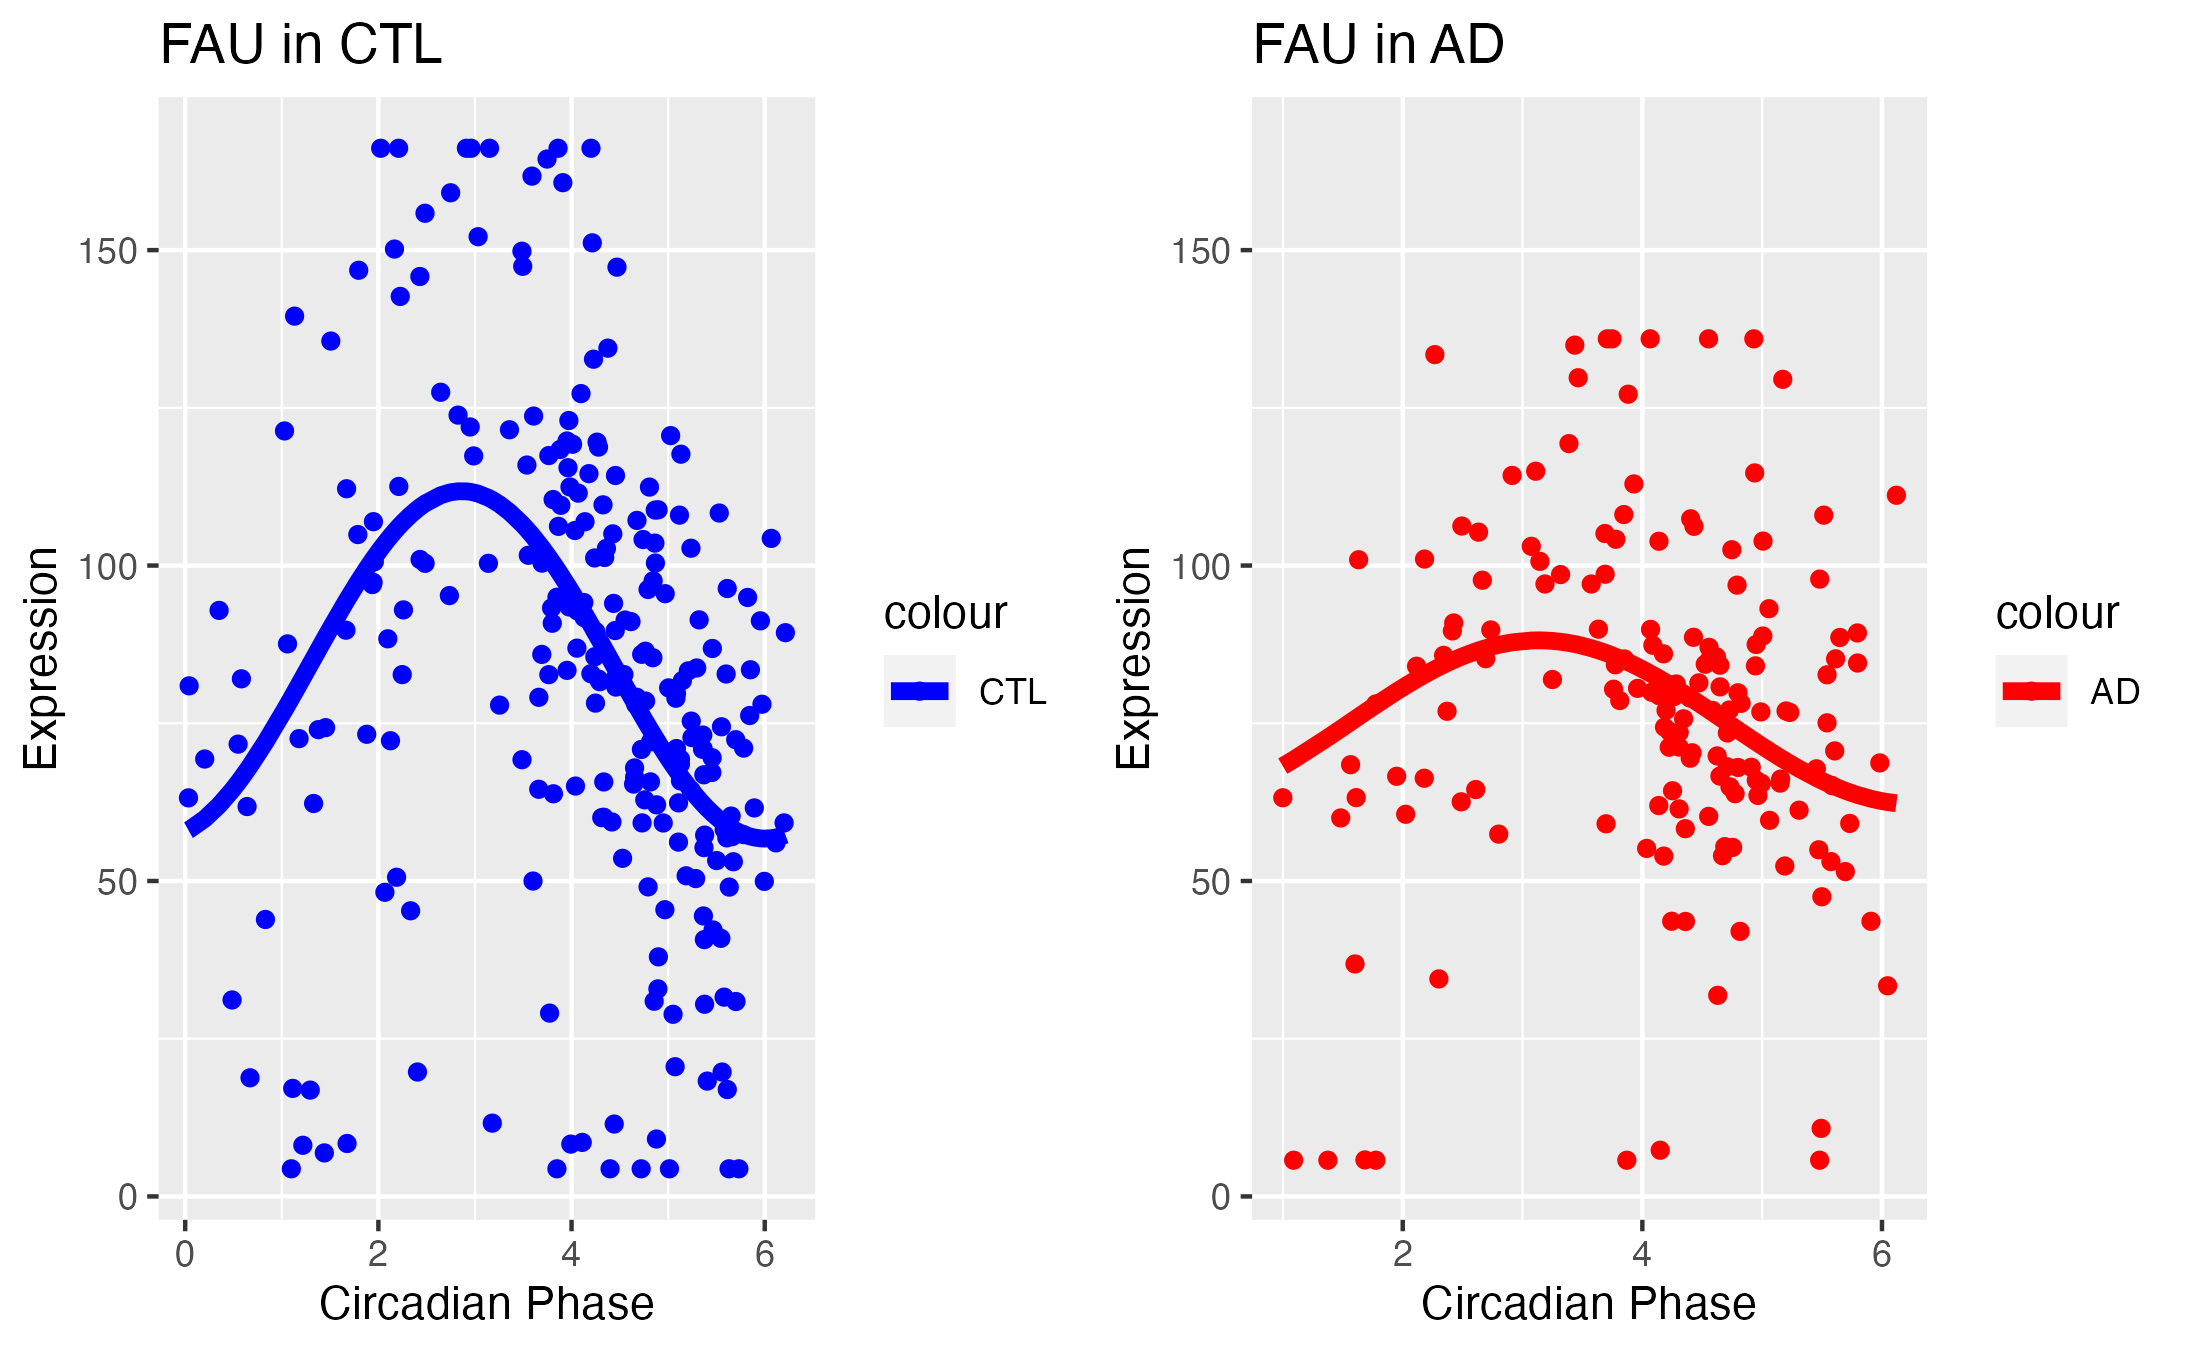 FAU in CTL
Expression
150
100
50
0
0 2 4 6
Circadian Phase
colour
CTL
FAU in AD
Expression
150
100
50
0
2 4 6
Circadian Phase
colour
AD